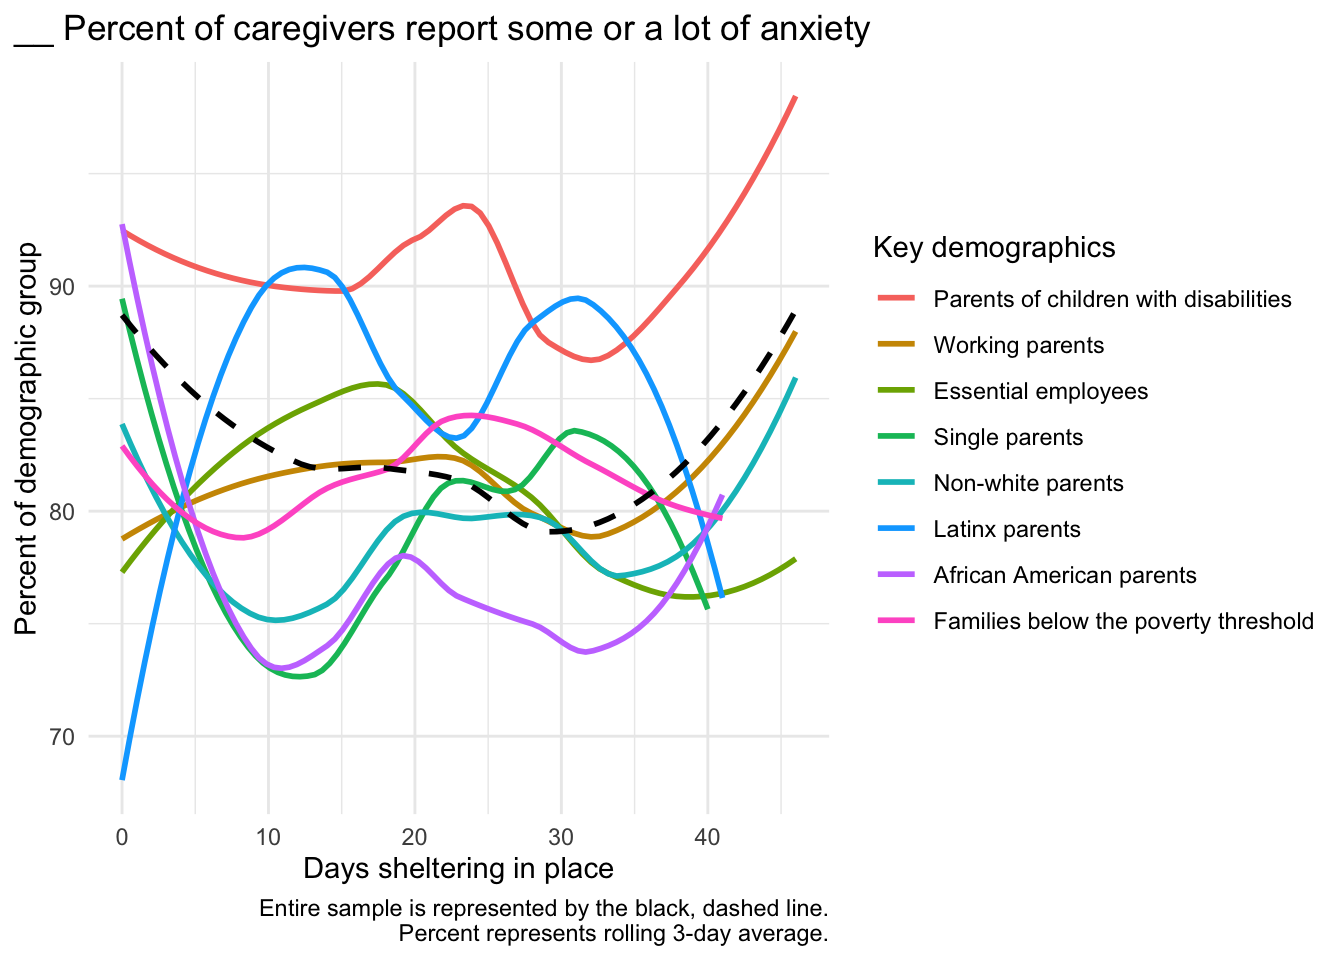 __ Percent of caregivers report some or a lot of anxiety
Percent of demographic group
90
80
70
0 10 20 30 40
Days sheltering in place
Key demographics
Parents of children with disabilities
Working parents
Essential employees
Single parents
Non-white parents
Latinx parents
African American parents
Families below the poverty threshold
Entire sample is represented by the black, dashed line.
Percent represents rolling 3-day average.